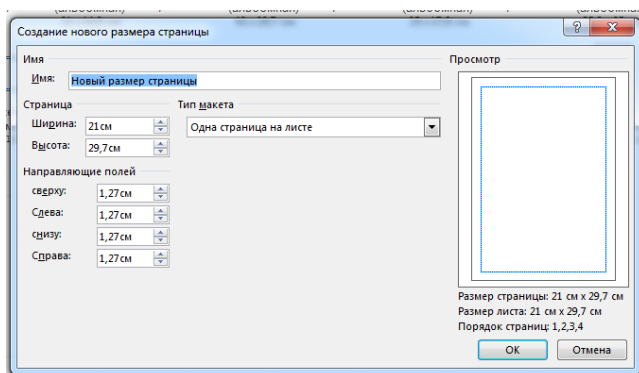 Создание нового размера страницы
Имя
Имя: Новый размер страницы
Страница
Тип макета
Ширина: 21см
Одна страница на листе
Высота: 29,7см
Направляющие полей
сверху: 1,27см
Слева: 1,27см
снизу: 1,27см
Справа: 1,27см
Просмотр
Размер страницы: 21 см x 29,7 см
Размер листа: 21 см x 29,7 см
Порядок страниц: 1,2,3,4
ОК
Отмена